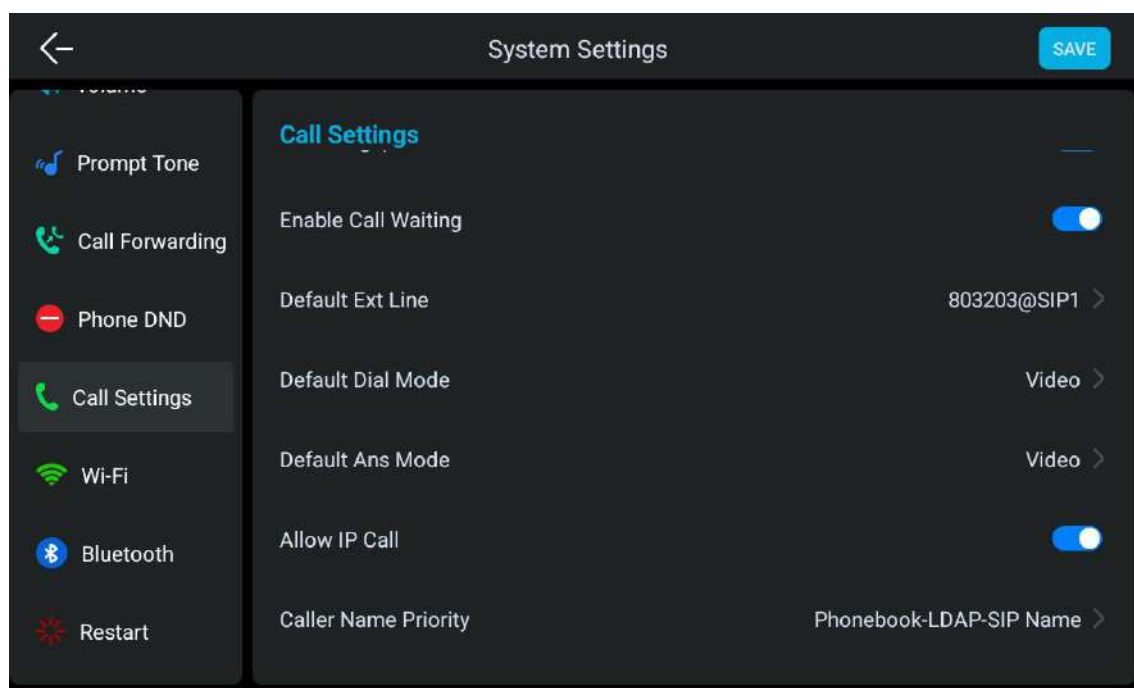 System Settings
SAVE
Volume
Prompt Tone
Call Forwarding
Phone DND
Call Settings
Wi-Fi
Bluetooth
Restart
Call Settings
Enable Call Waiting
Default Ext Line
803203@SIP1
Default Dial Mode
Video
Default Ans Mode
Video
Allow IP Call
Caller Name Priority
Phonebook-LDAP-SIP Name